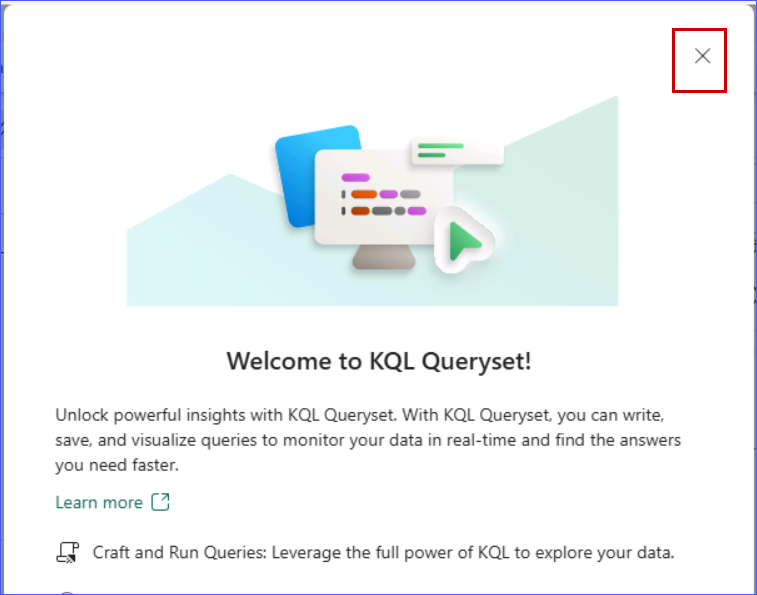 Welcome to KQL Queryset!
Unlock powerful insights with KQL Queryset. With KQL Queryset, you can write,
save, and visualize queries to monitor your data in real-time and find the answers
you need faster.
Learn more
Craft and Run Queries: Leverage the full power of KQL to explore your data.